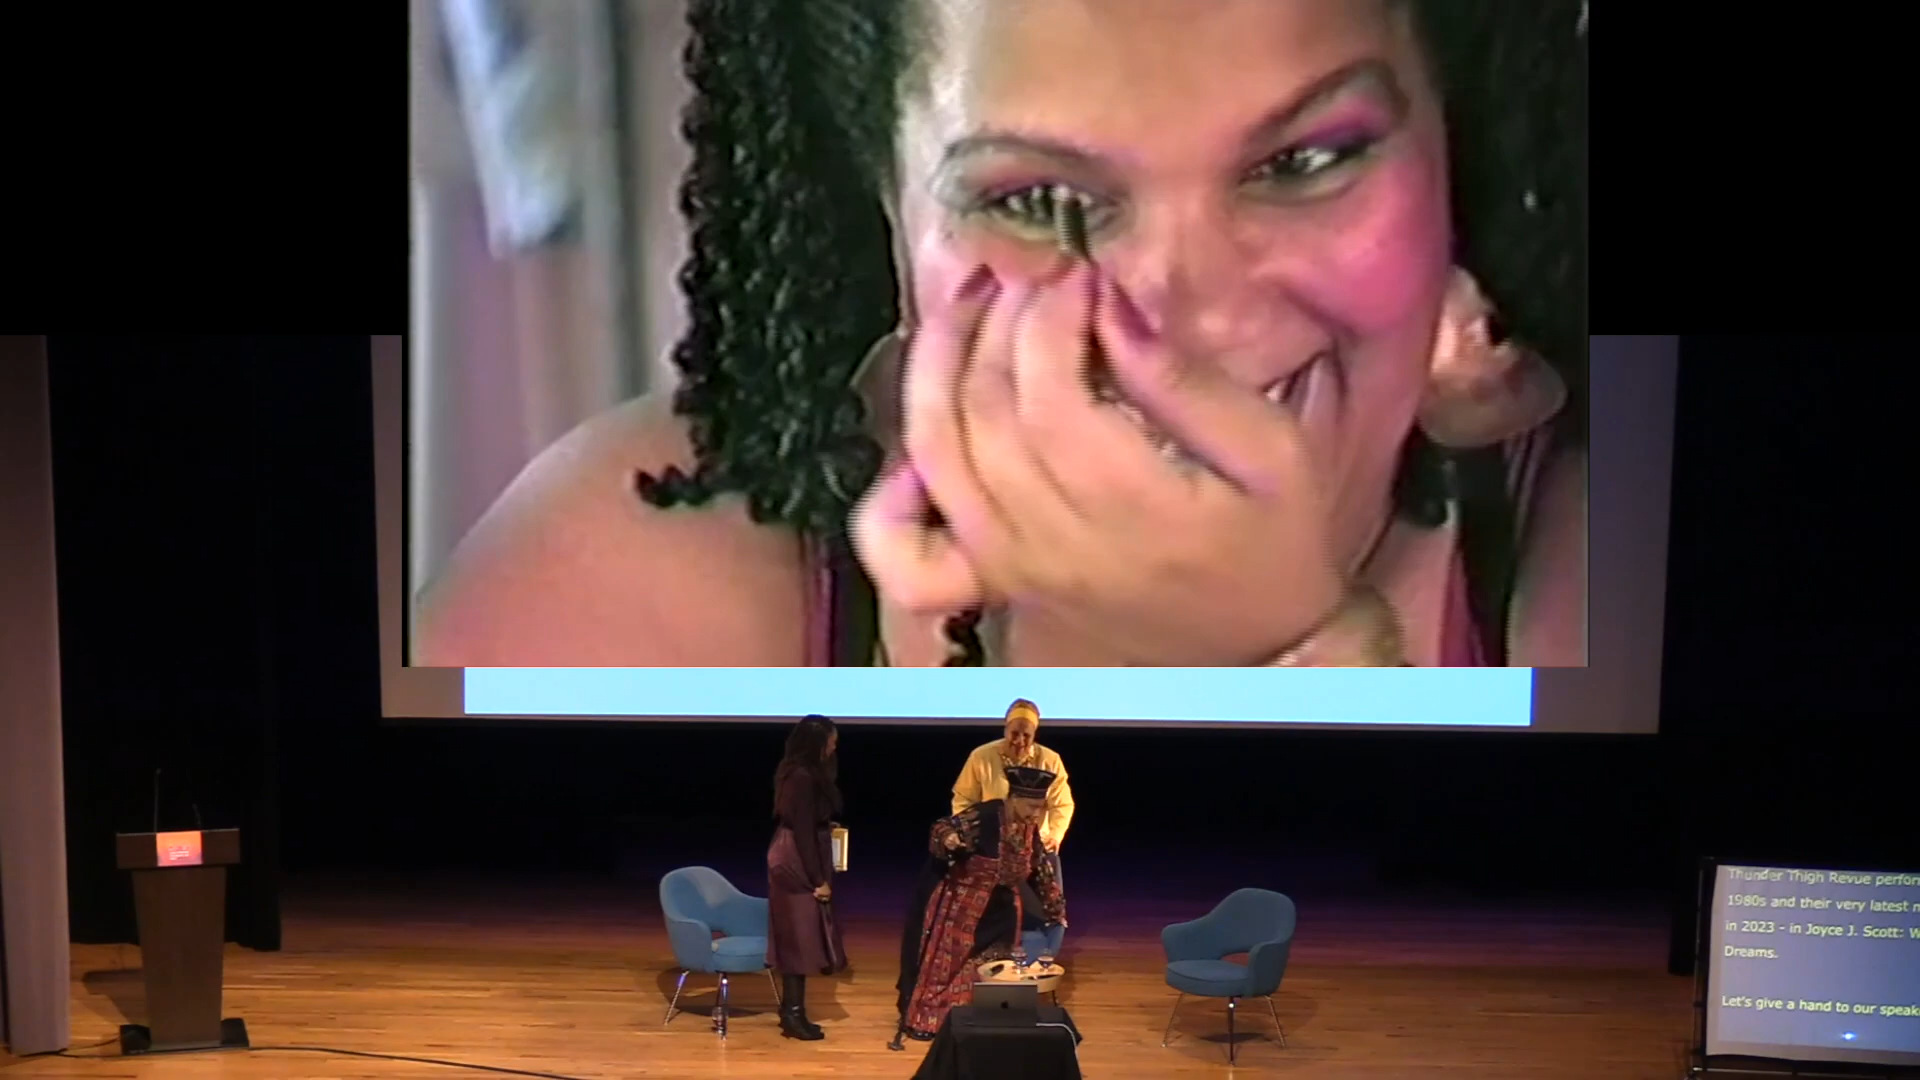 Thunder Thigh Revue perfor
1980s and their very latest
in 2023 - in Joyce J. Scott: W
Dreams.
Let's give a hand to our speak